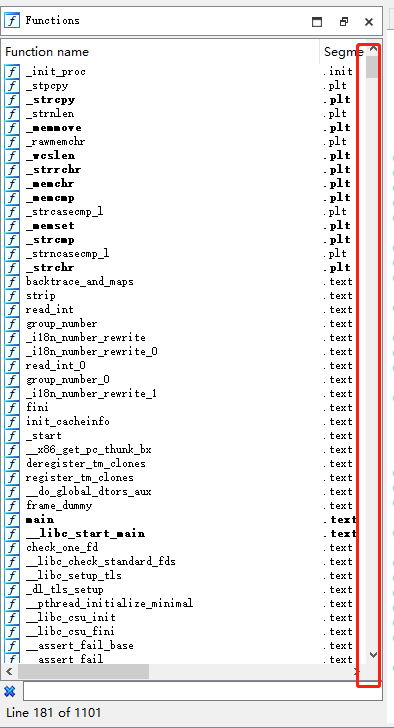 Functions
Function name Segme
f _init_proc .init
f _stpcpy .plt
f _strcpy .plt
f _strnlen .plt
f _memmove .plt
f _rawmemchr .plt
f _wcslen .plt
f _strrchr .plt
f _memchr .plt
f _memcmp .plt
f _strcasecmp_l .plt
f _memset .plt
f _strcmp .plt
f _strncasecmp_l .plt
f _strchr .plt
f backtrace_and_maps .text
f strip .text
f read_int .text
f group_number .text
f _i18n_number_rewrite .text
f _i18n_number_rewrite_0 .text
f read_int_0 .text
f group_number_0 .text
f _i18n_number_rewrite_1 .text
f fini .text
f init_cacheinfo .text
f _start .text
f __x86_get_pc_thunk_bx .text
f deregister_tm_clones .text
f register_tm_clones .text
f __do_global_dtors_aux .text
f frame_dummy .text
f main .text
f __libc_start_main .text
f check_one_fd .text
f __libc_check_standard_fds .text
f __libc_setup_tls .text
f _dl_tls_setup .text
f __pthread_initialize_minimal .text
f __libc_csu_init .text
f __libc_csu_fini .text
f __assert_fail_base .text
f __assert_fail .text
Line 181 of 1101